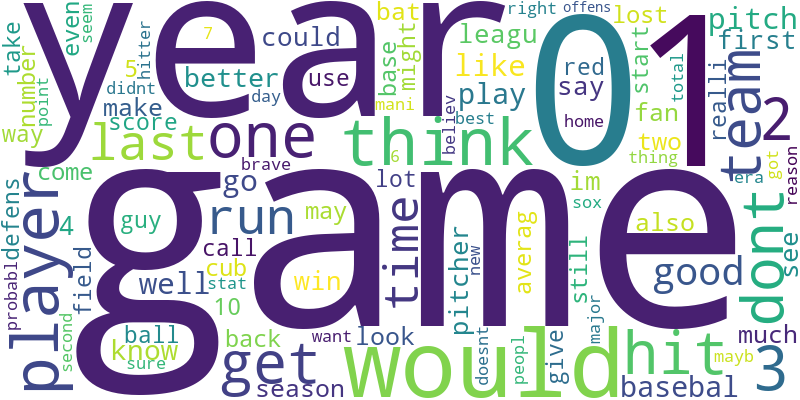 year
game
0
1
think
would
last
one
player
run
get
hit
dont
team
time
good
3
2
well
play
pitch
first
could
better
like
leagu
bat
might
base
use
day
right
offens
lost
start
red
say
home
two
fan
thing
realli
total
take
number
point
even
seem
5
7
didnt
hitter
make
score
way
come
brave
mani
believ
best
6
lot
im
sox
also
era
got
reason
see
go
may
guy
4
defens
field
call
cub
stat
win
averag
pitcher
new
still
major
10
ball
know
sure
back
season
want
look
doesnt
peopl
give
basebal
mayb
much
probabl
second